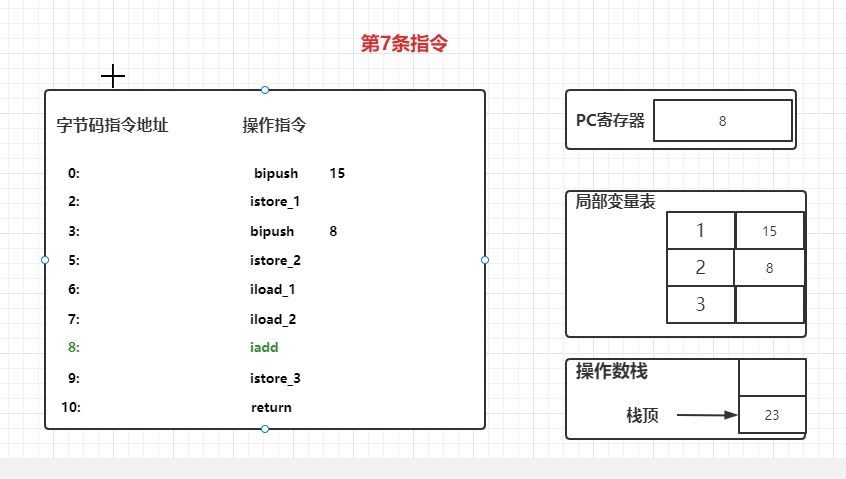 第7条指令
字节码指令地址 操作指令
0: bipush 15
2: istore_1
3: bipush 8
5: istore_2
6: iload_1
7: iload_2
8: iadd
9: istore_3
10: return
PC寄存器 8
局部变量表
1 15
2 8
3
操作数栈
栈顶 23